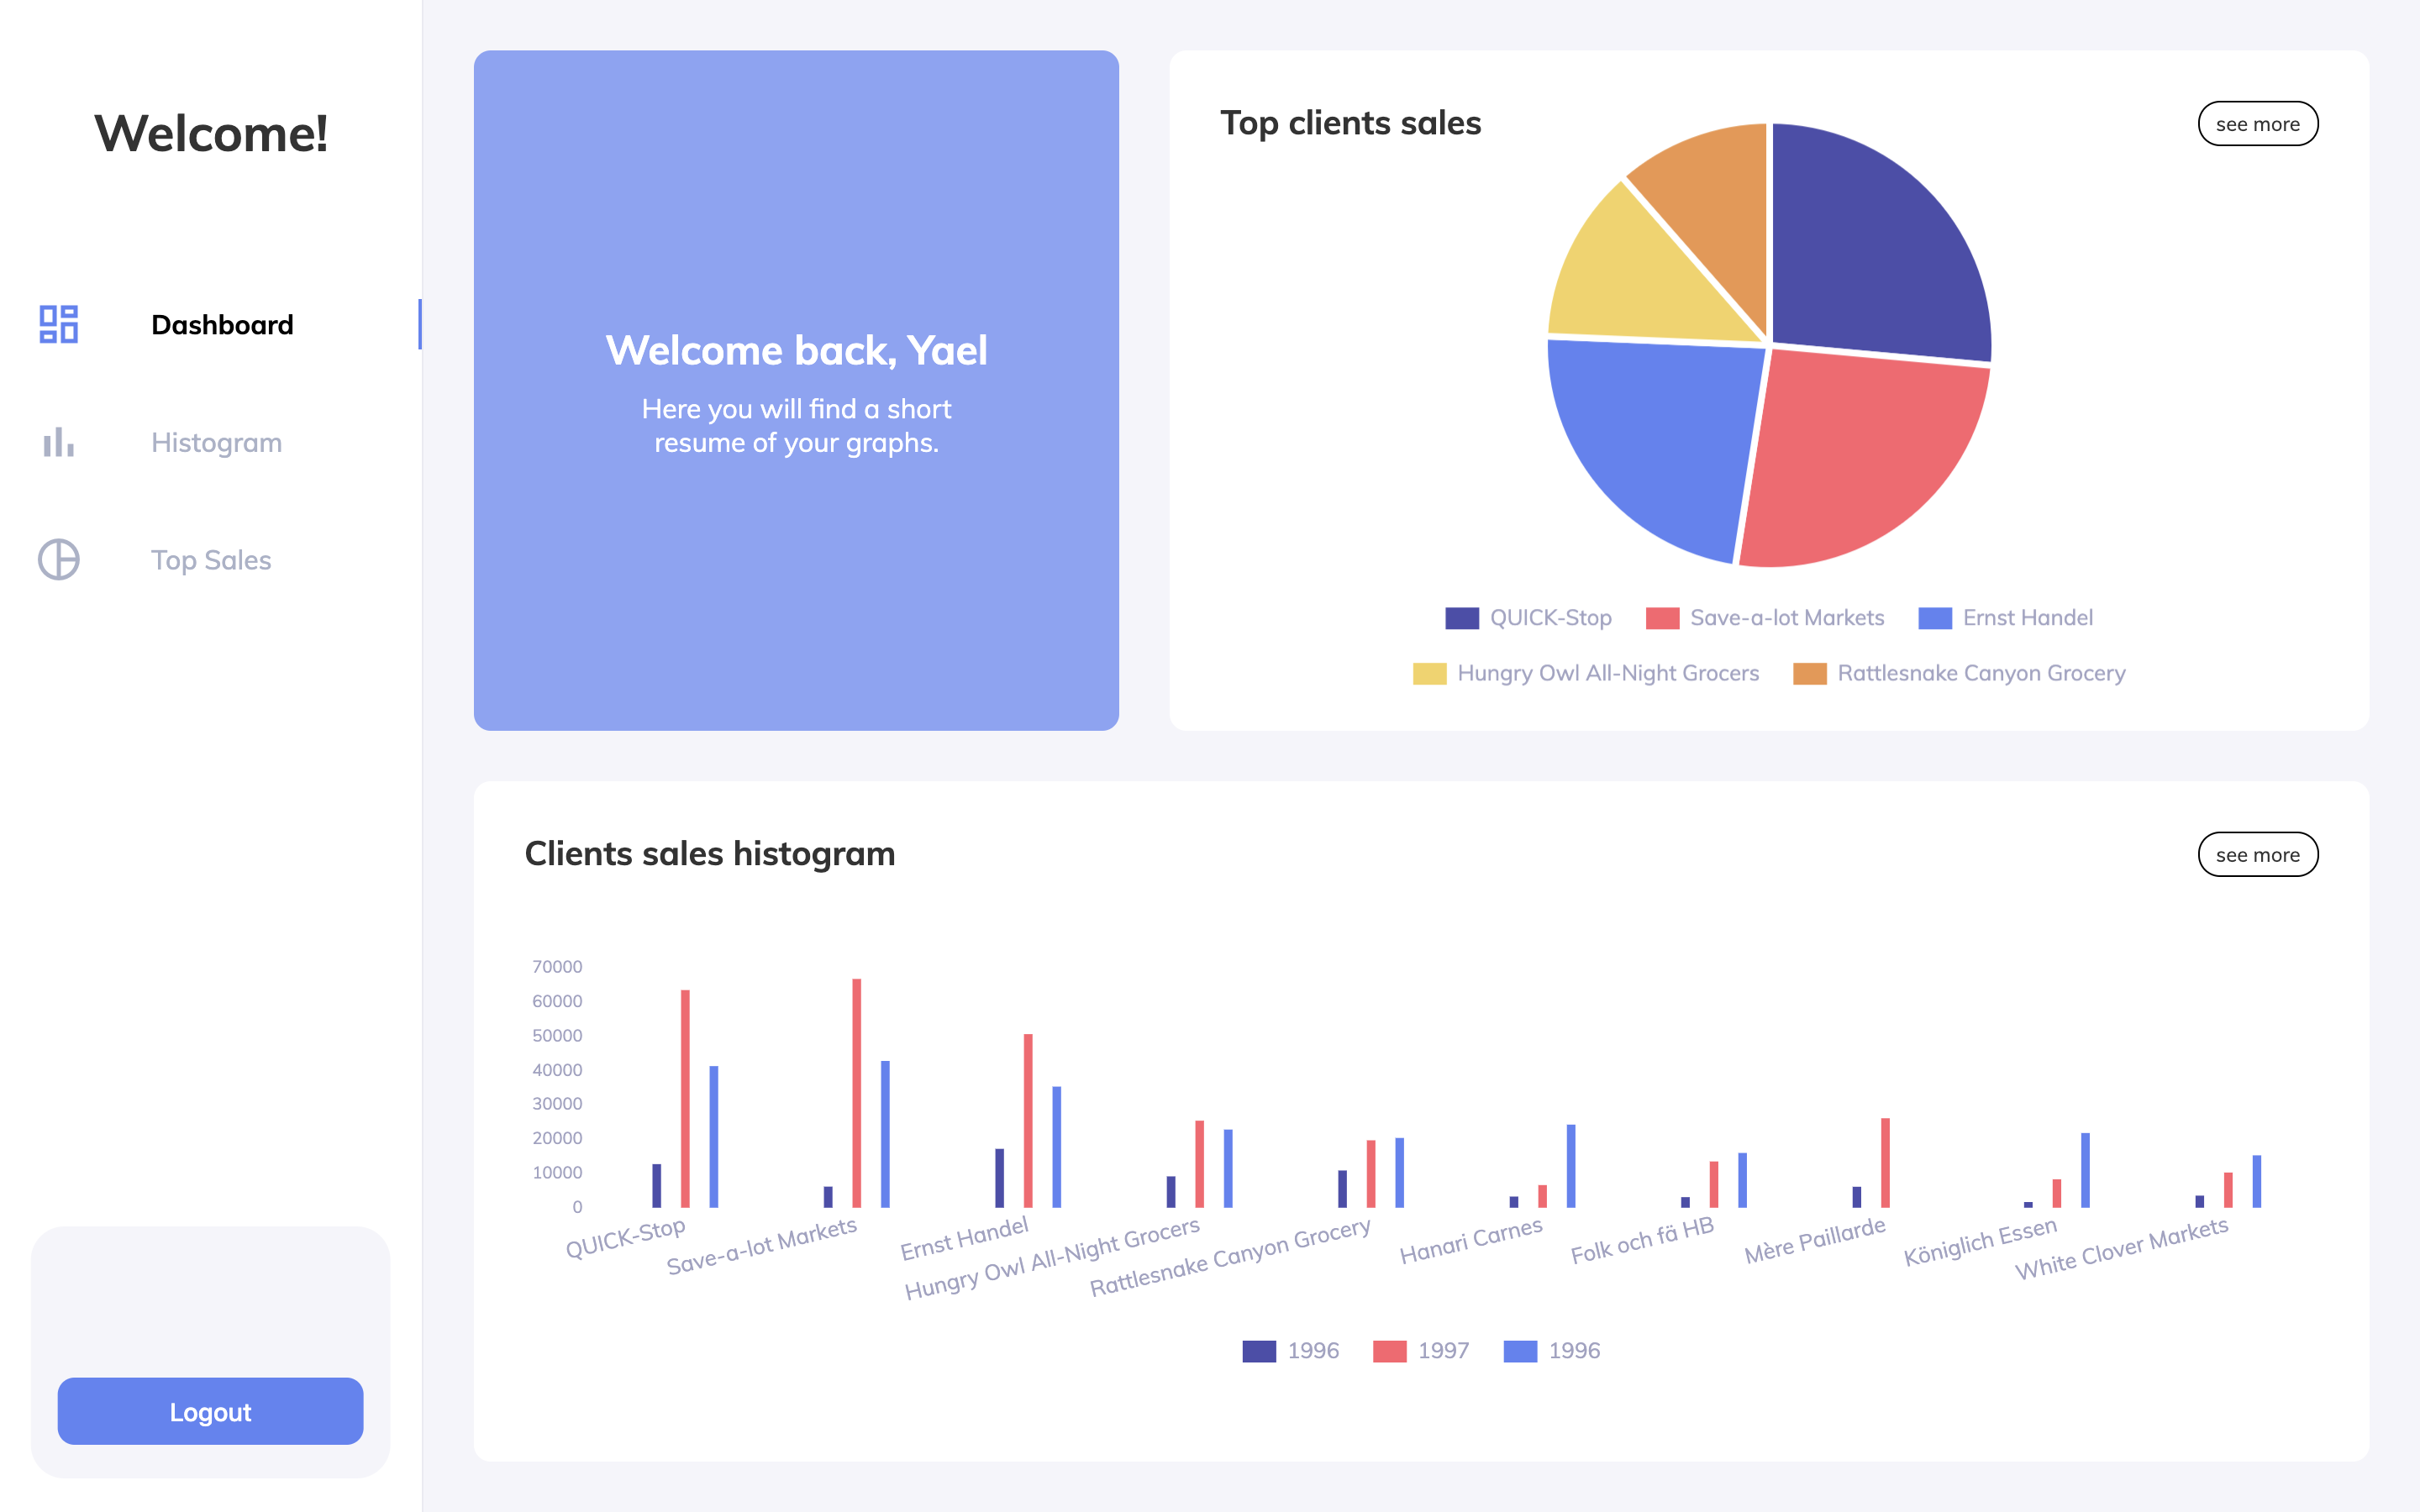 Welcome!
Dashboard
Histogram
Top Sales
Logout
Welcome back, Yael
Here you will find a short
resume of your graphs.
Top clients sales
see more
QUICK-Stop Save-a-lot Markets Ernst Handel
Hungry Owl All-Night Grocers Rattlesnake Canyon Grocery
Clients sales histogram
see more
70000
60000
50000
40000
30000
20000
10000
0
QUICK-Stop
Save-a-lot Markets
Ernst Handel
Hungry Owl All-Night Grocers
Rattlesnake Canyon Grocery
Hanari Carnes
Folk och fä HB
Mère Paillarde
Königlich Essen
White Clover Markets
1996 1997 1996